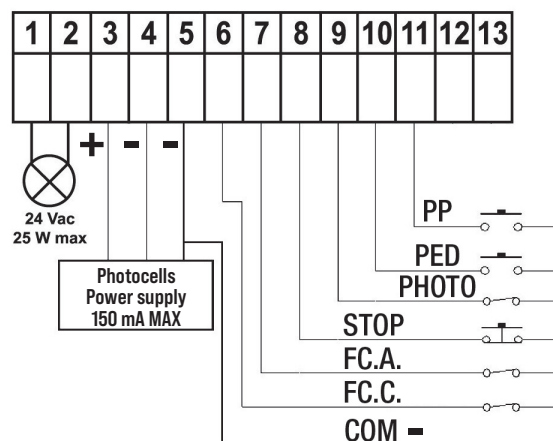 1 2 3 4 5 6 7 8 9 10 11 12 13
+ - -
24 Vac
25 W max
Photocells
Power supply
150 mA MAX
PP
PED
PHOTO
STOP
FC.A.
FC.C.
COM -